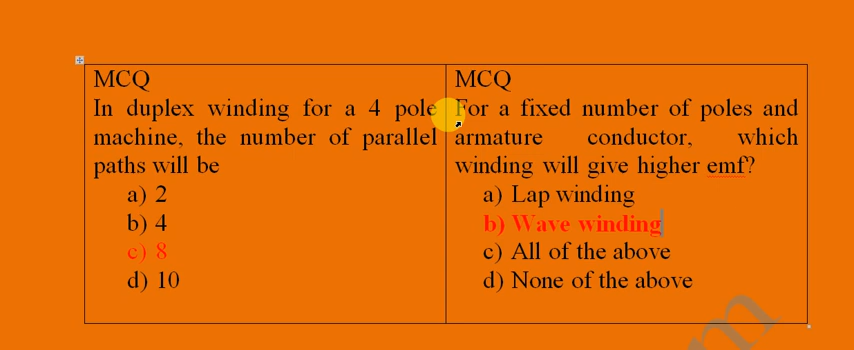 MCQ
In duplex winding for a 4 pole
machine, the number of parallel
paths will be
a) 2
b) 4
c) 8
d) 10
MCQ
For a fixed number of poles and
armature conductor, which
winding will give higher emf?
a) Lap winding
b) Wave winding
c) All of the above
d) None of the above
m